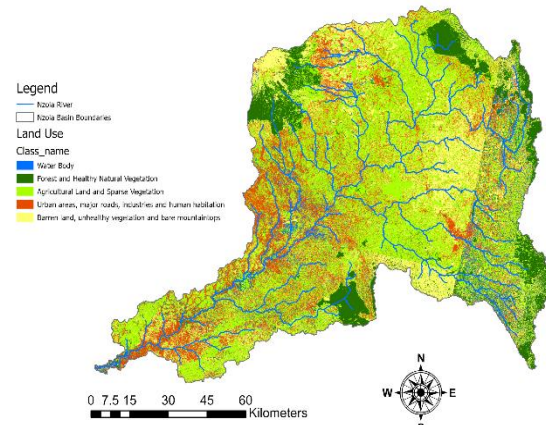 Legend
Nzoia River
Nzoia Basin Boundaries
Land Use
Class_name
Water Body
Forest and Healthy Natural Vegetation
Agricultural Land and Sparse Vegetation
Urban areas, major roads, industries and human habitation
Barren land, unhealthy vegetation and bare mountaintops
0 7.5 15 30 45 60
Kilometers
N
W E